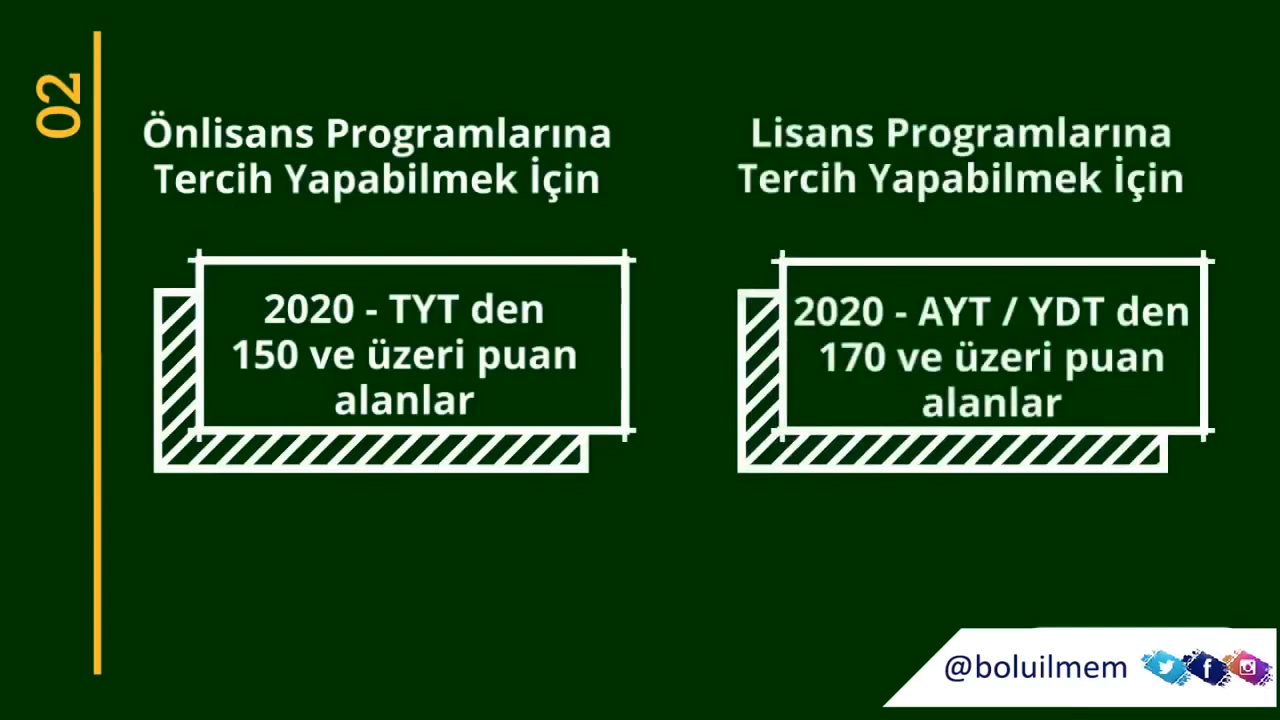 02
Önlisans Programlarına
Tercih Yapabilmek İçin
2020 - TYT den
150 ve üzeri puan
alanlar
Lisans Programlarına
Tercih Yapabilmek İçin
2020 - AYT / YDT den
170 ve üzeri puan
alanlar
@boluilmem